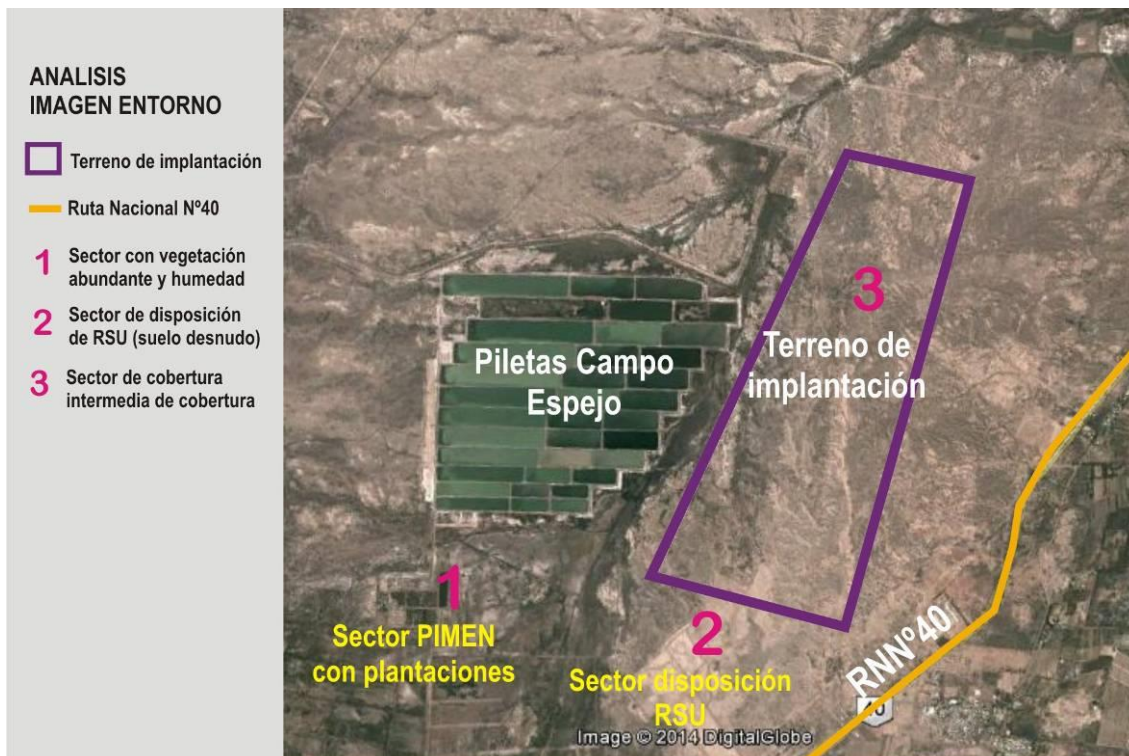 ANALISIS
IMAGEN ENTORNO
Terreno de implantación
Ruta Nacional Nº40
1 Sector con vegetación
abundante y humedad
2 Sector de disposición
de RSU (suelo desnudo)
3 Sector de cobertura
intermedia de cobertura
3
Terreno de
implantación
Piletas Campo
Espejo
1
Sector PIMEN
con plantaciones
2
Sector disposición
RSU
RNNº40
40
Image © 2014 DigitalGlobe